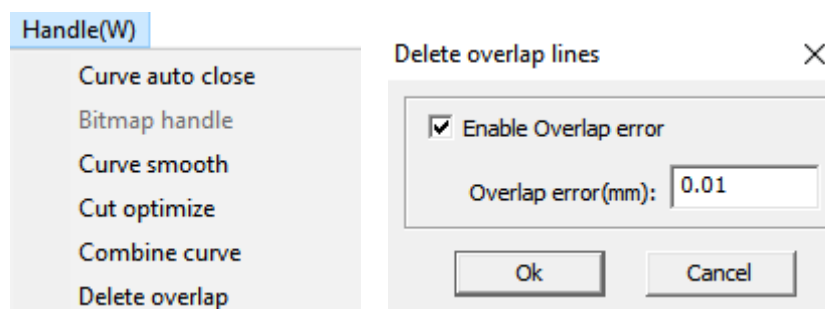 Handle(W)
Curve auto close
Bitmap handle
Curve smooth
Cut optimize
Combine curve
Delete overlap
Delete overlap lines
Enable Overlap error
Overlap error(mm): 0.01
Ok Cancel